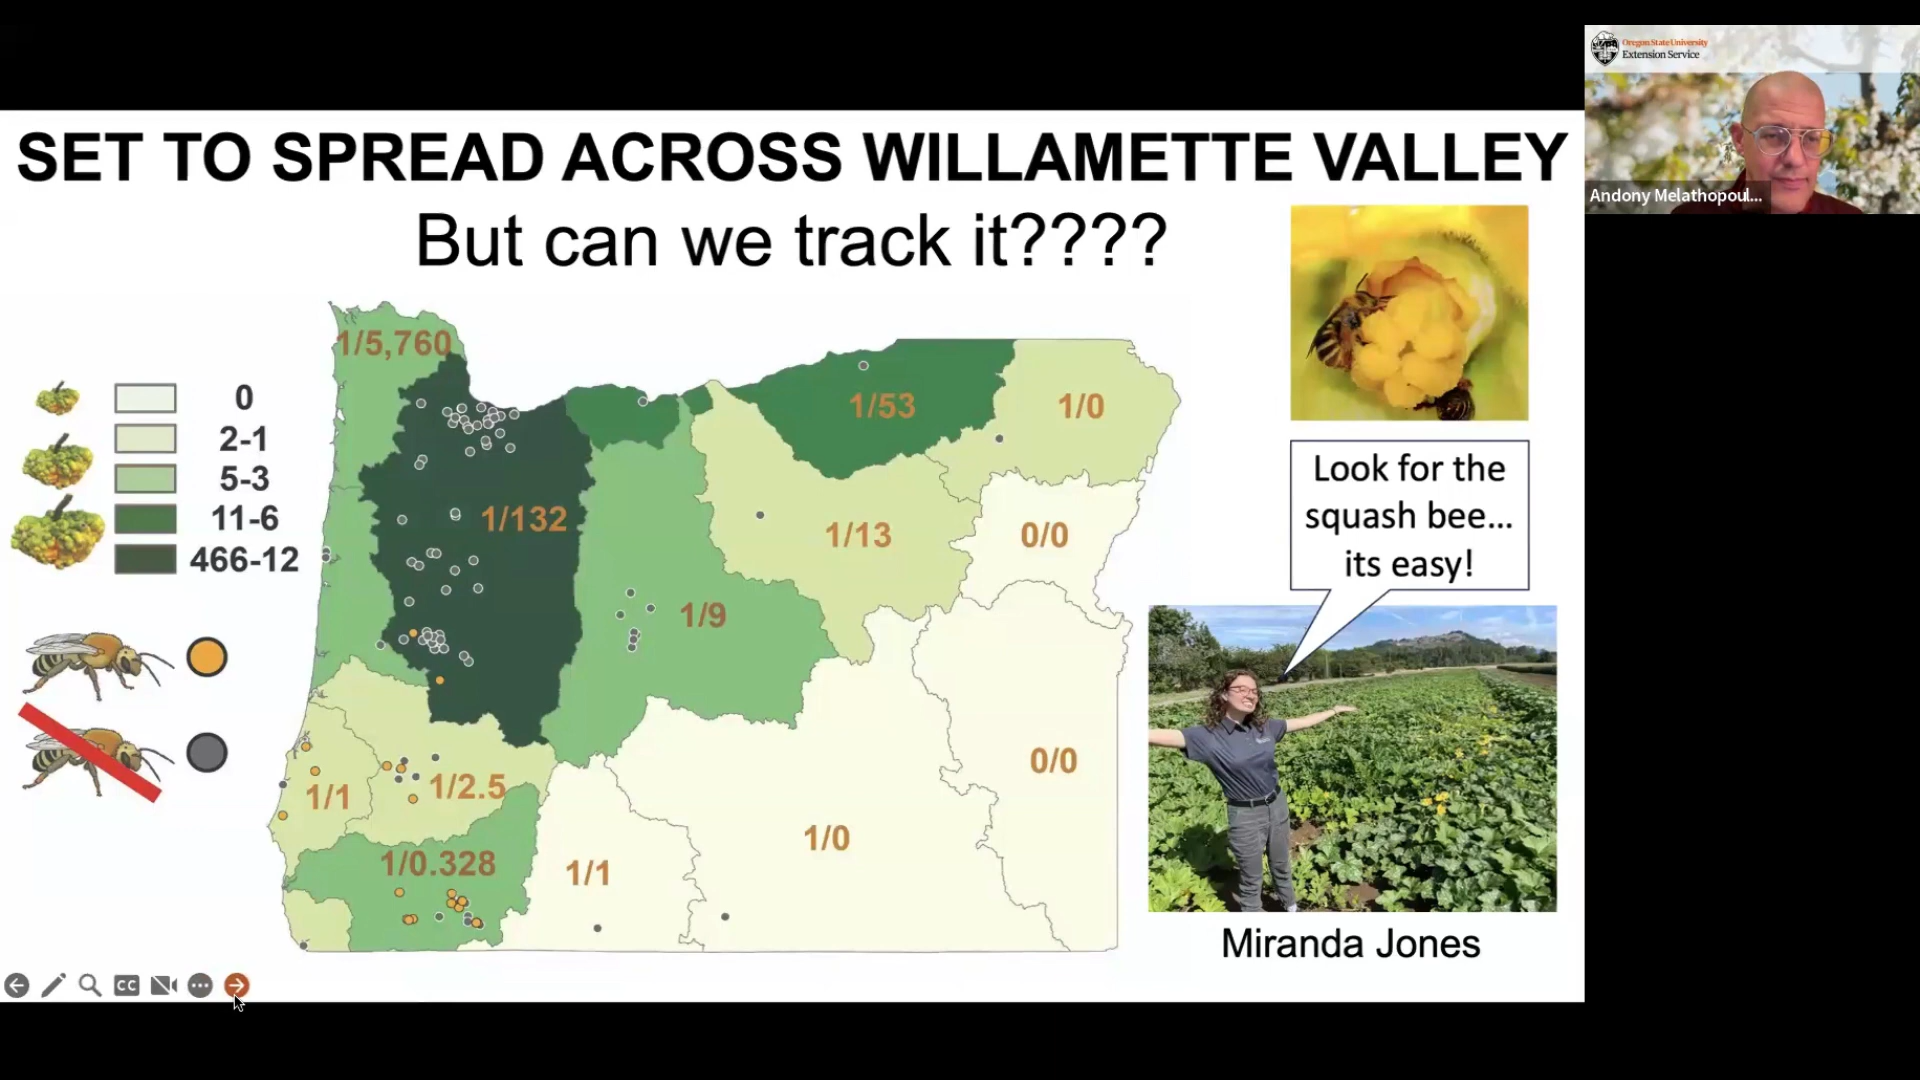 SET TO SPREAD ACROSS WILLAMETTE VALLEY
But can we track it????
Oregon State University
Extension Service
Andony Melathopoul...
0
2-1
5-3
11-6
466-12
1/5,760
1/53
1/0
1/132
1/13
0/0
1/9
0/0
1/1
1/2.5
1/0
1/0.328
1/1
Look for the
squash bee...
its easy!
Miranda Jones
CC